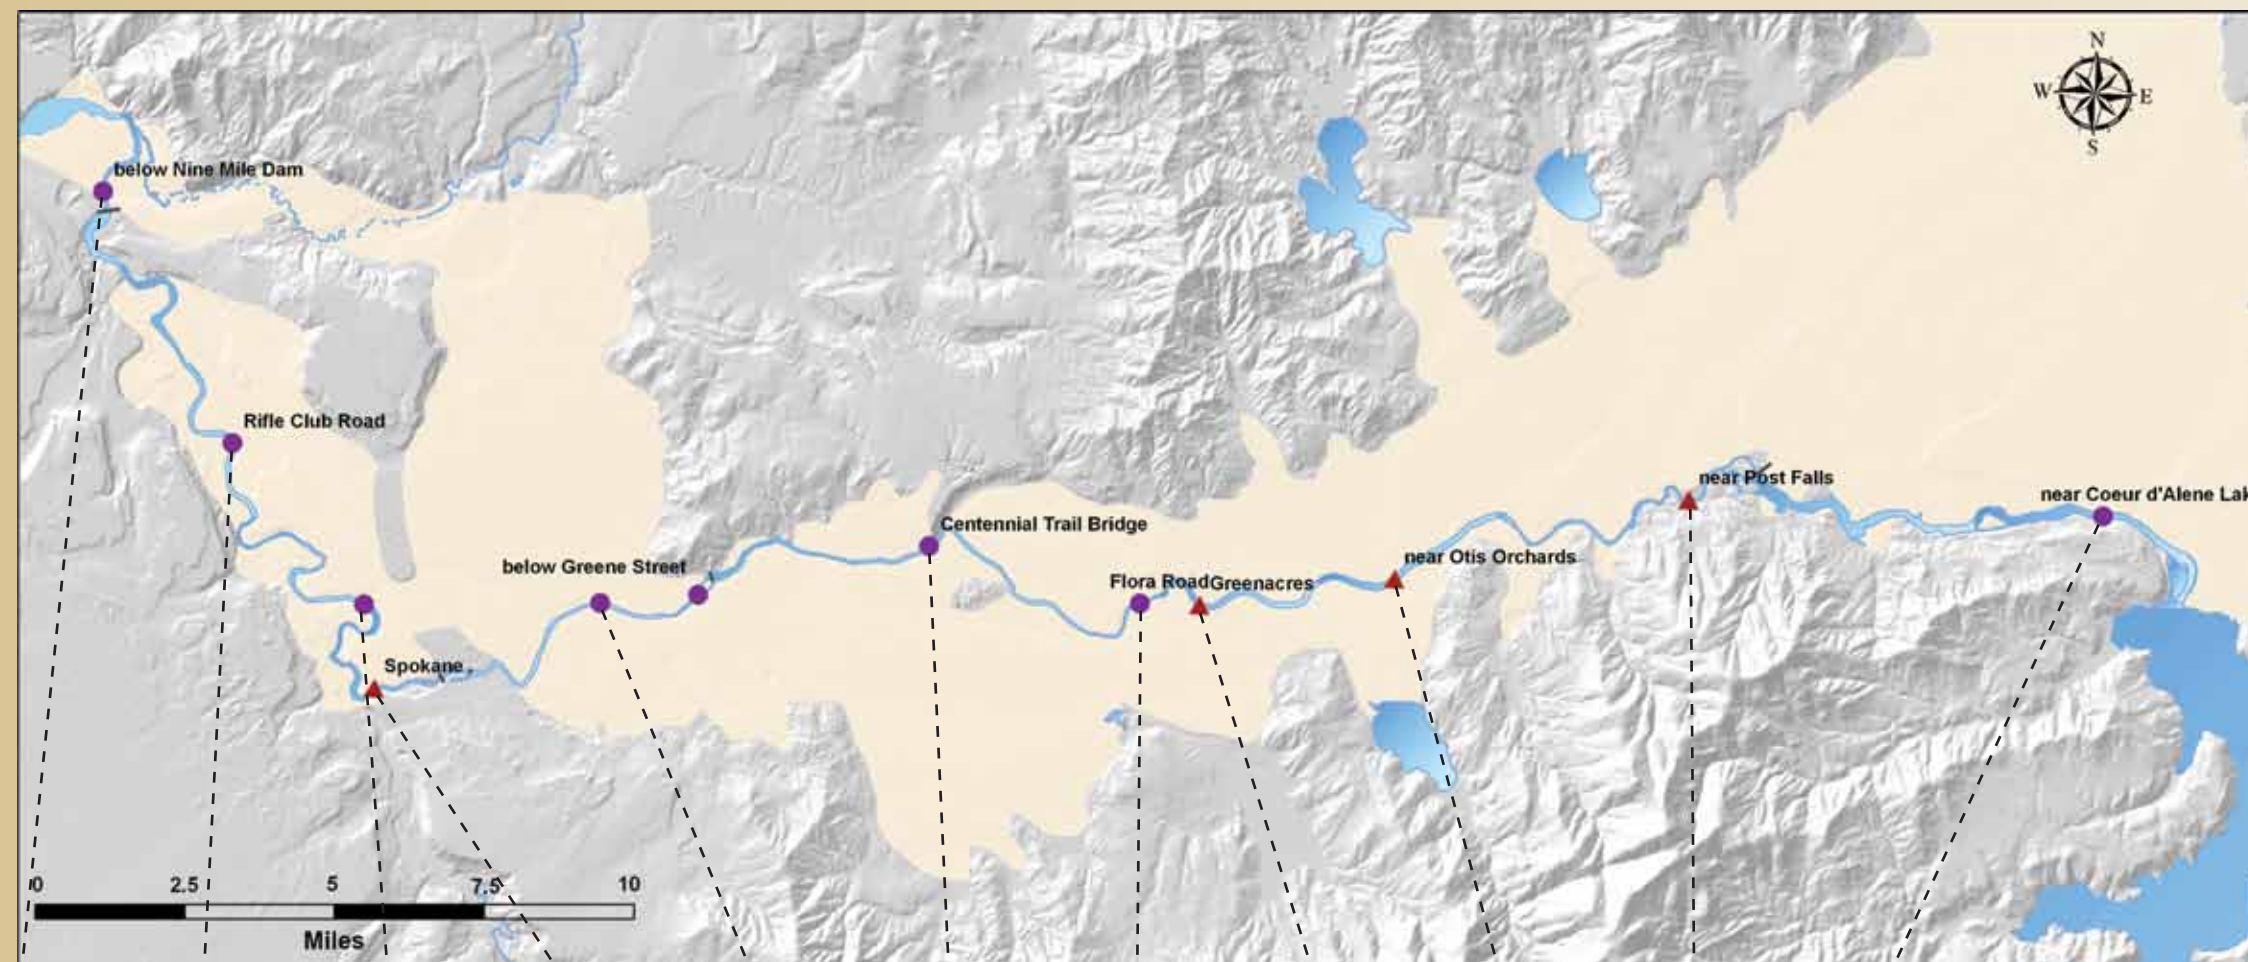 N
W E
S
below Nine Mile Dam
Rifle Club Road
near Post Falls
near Coeur d'Alene Lak
Centennial Trail Bridge
near Otis Orchards
below Greene Street
Flora Road Greenacres
Spokane
0 2.5 5 7.5 10
Miles